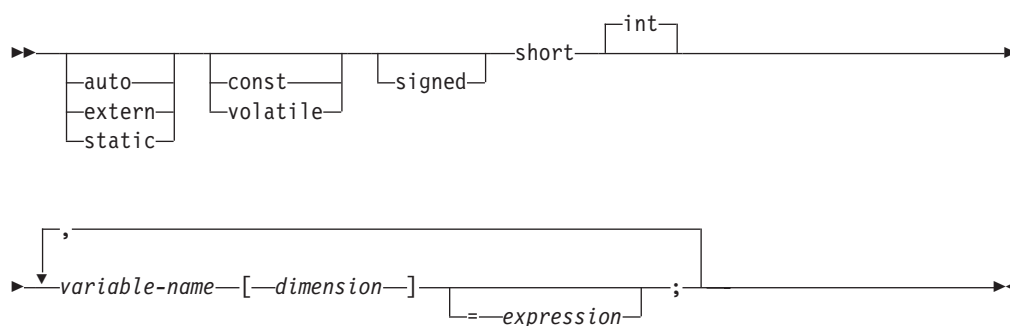 int
short
auto
const
signed
extern
volatile
static
,
variable-name [ dimension ] ;
= expression